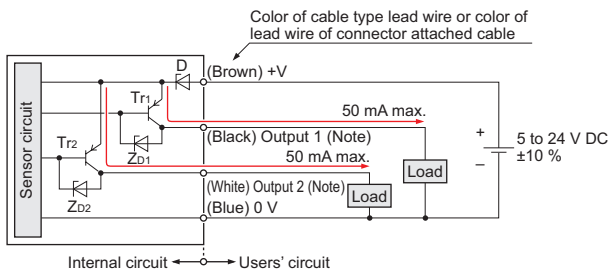 Color of cable type lead wire or color of
lead wire of connector attached cable
D
(Brown) +V
Tr1
50 mA max.
ZD1
(Black) Output 1 (Note)
Tr2
50 mA max.
+
5 to 24 V DC
±10 %
–
Load
Sensor circuit
ZD2
(White) Output 2 (Note)
Load
(Blue) 0 V
Internal circuit
Users' circuit